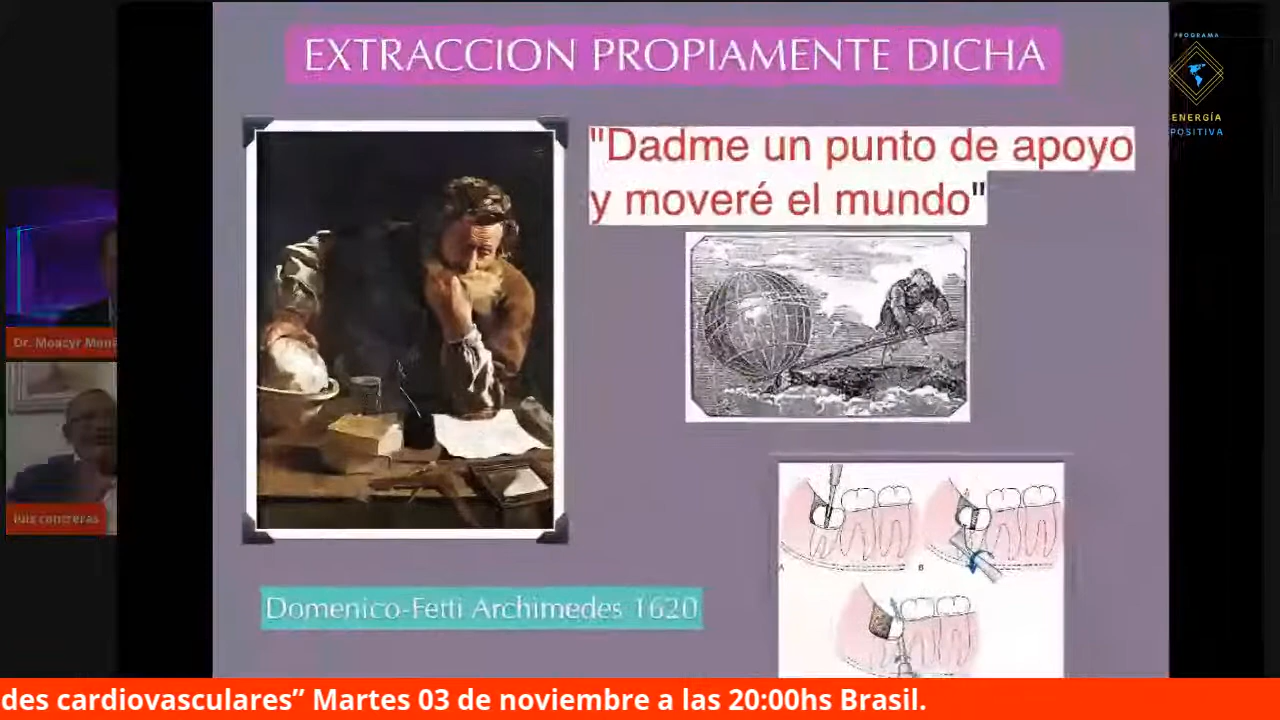 EXTRACCION PROPIAMENTE DICHA
PROGRAMA
ENERGÍA
POSITIVA
"Dadme un punto de apoyo
y moveré el mundo"
Dr. Moacyr
luis contreras
A
B
Domenico-Fetti Archimedes 1620
des cardiovasculares” Martes 03 de noviembre a las 20:00hs Brasil.